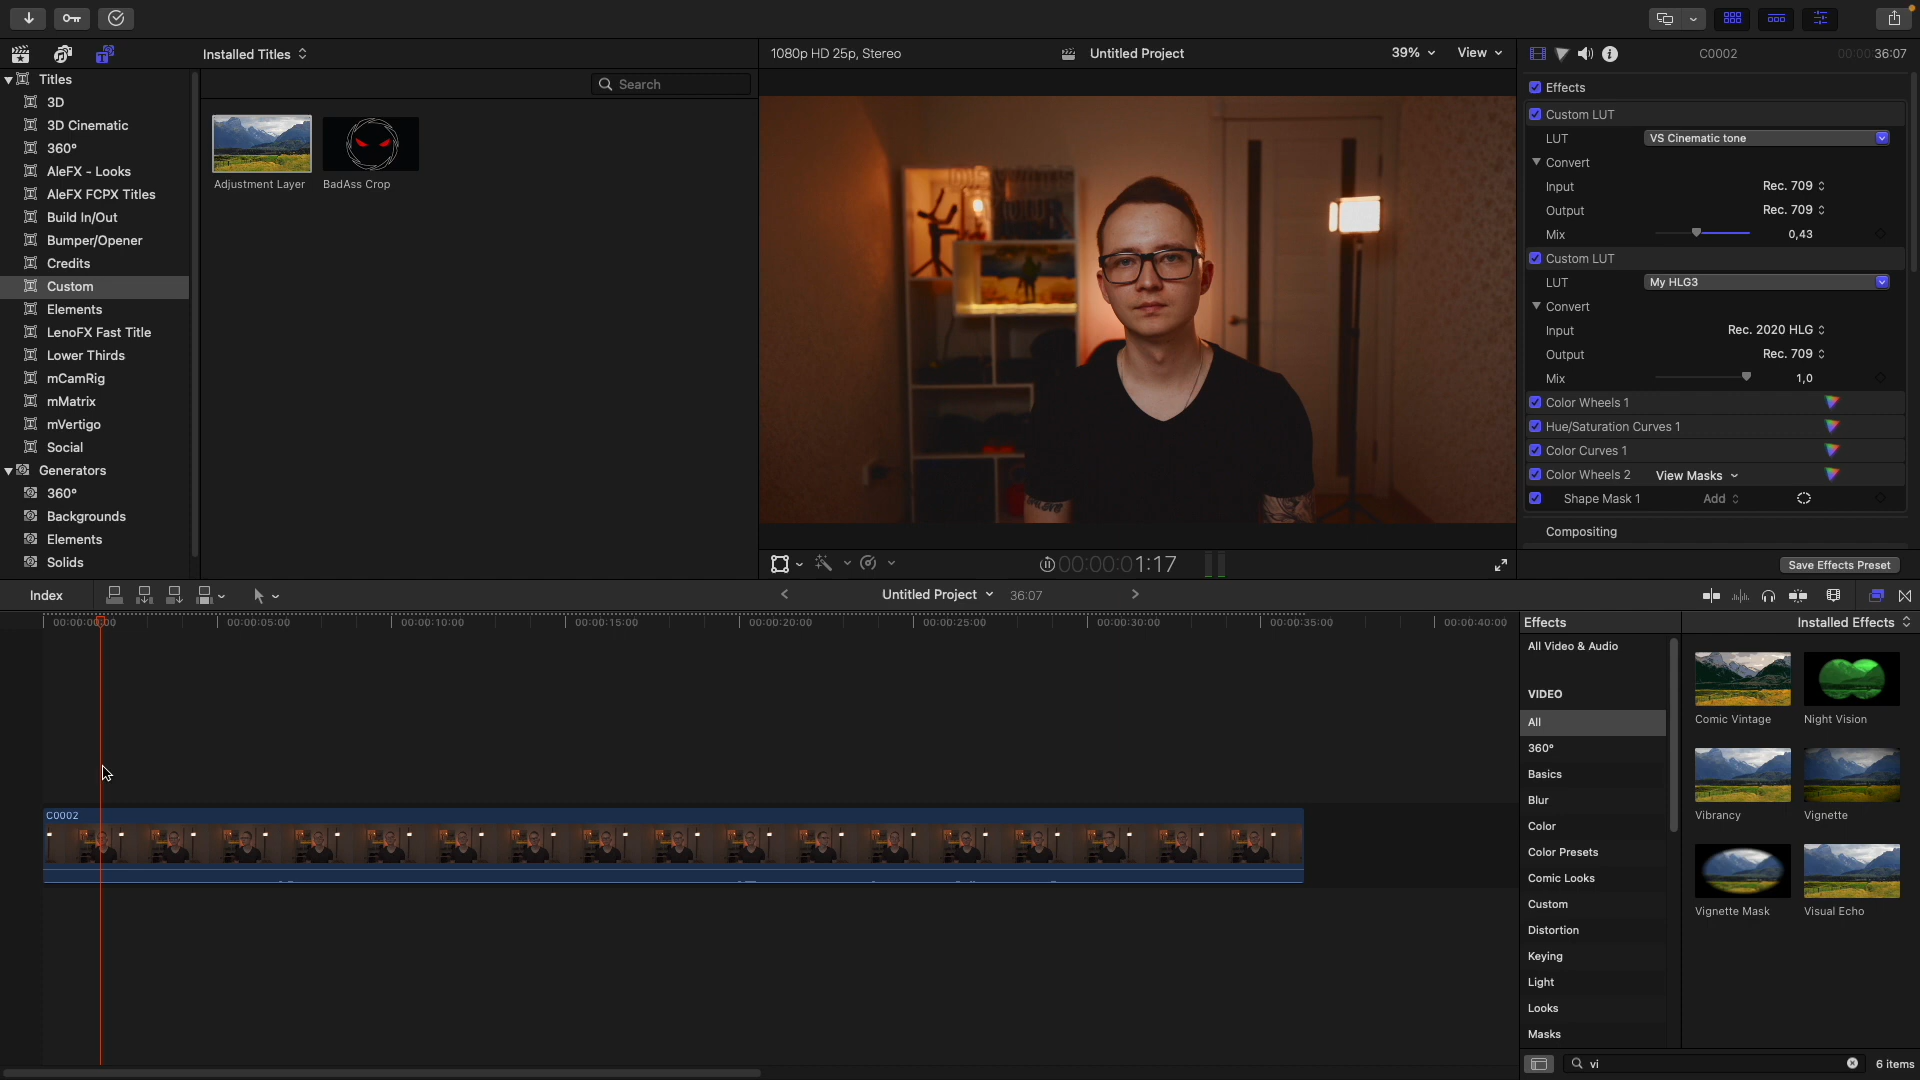 Installed Titles
1080p HD 25p, Stereo
Untitled Project
39%
View
C0002
00:00:36:07
Titles
3D
3D Cinematic
360°
AleFX - Looks
AleFX FCPX Titles
Build In/Out
Bumper/Opener
Credits
Custom
Elements
LenoFX Fast Title
Lower Thirds
mCamRig
mMatrix
mVertigo
Social
Generators
360°
Backgrounds
Elements
Solids
Search
Adjustment Layer
BadAss Crop
Effects
Custom LUT
LUT VS Cinematic tone
Convert
Input Rec. 709
Output Rec. 709
Mix 0,43
Custom LUT
LUT My HLG3
Convert
Input Rec. 2020 HLG
Output Rec. 709
Mix 1,0
Color Wheels 1
Hue/Saturation Curves 1
Color Curves 1
Color Wheels 2 View Masks
Shape Mask 1 Add
Compositing
Save Effects Preset
00:00:01:17
Index
Untitled Project
36:07
00:00:00:00
00:00:05:00
00:00:10:00
00:00:15:00
00:00:20:00
00:00:25:00
00:00:30:00
00:00:35:00
00:00:40:00
C0002
Effects
Installed Effects
All Video & Audio
VIDEO
All
360°
Basics
Blur
Color
Color Presets
Comic Looks
Custom
Distortion
Keying
Light
Looks
Masks
Comic Vintage
Night Vision
Vibrancy
Vignette
Vignette Mask
Visual Echo
vi
6 items